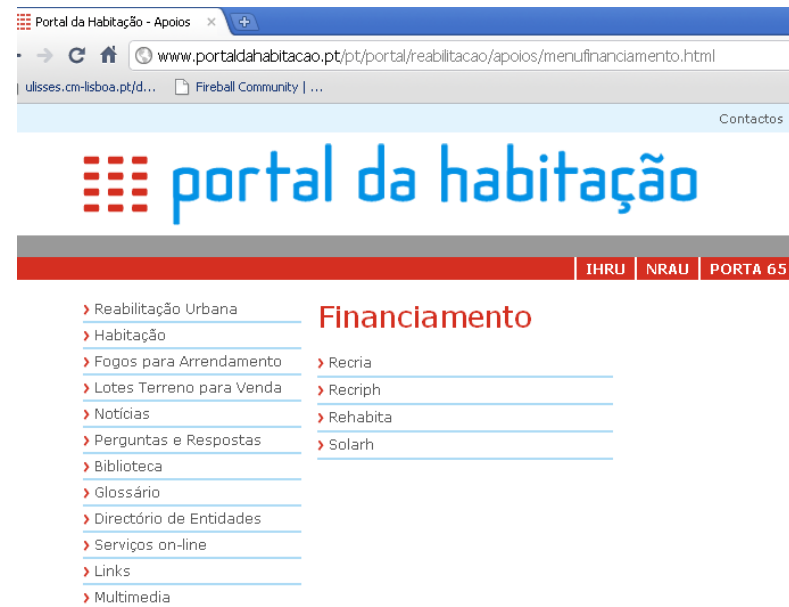 Portal da Habitação - Apoios
www.portaldahabitacao.pt/pt/portal/reabilitacao/apoios/menufinanciamento.html
ulisses.cm-lisboa.pt/d... Fireball Community | ...
Contactos
portal da habitação
IHRU NRAU PORTA 65
Reabilitação Urbana
Habitação
Fogos para Arrendamento
Lotes Terreno para Venda
Notícias
Perguntas e Respostas
Biblioteca
Glossário
Directório de Entidades
Serviços on-line
Links
Multimedia
Financiamento
Recria
Recriph
Rehabita
Solarh